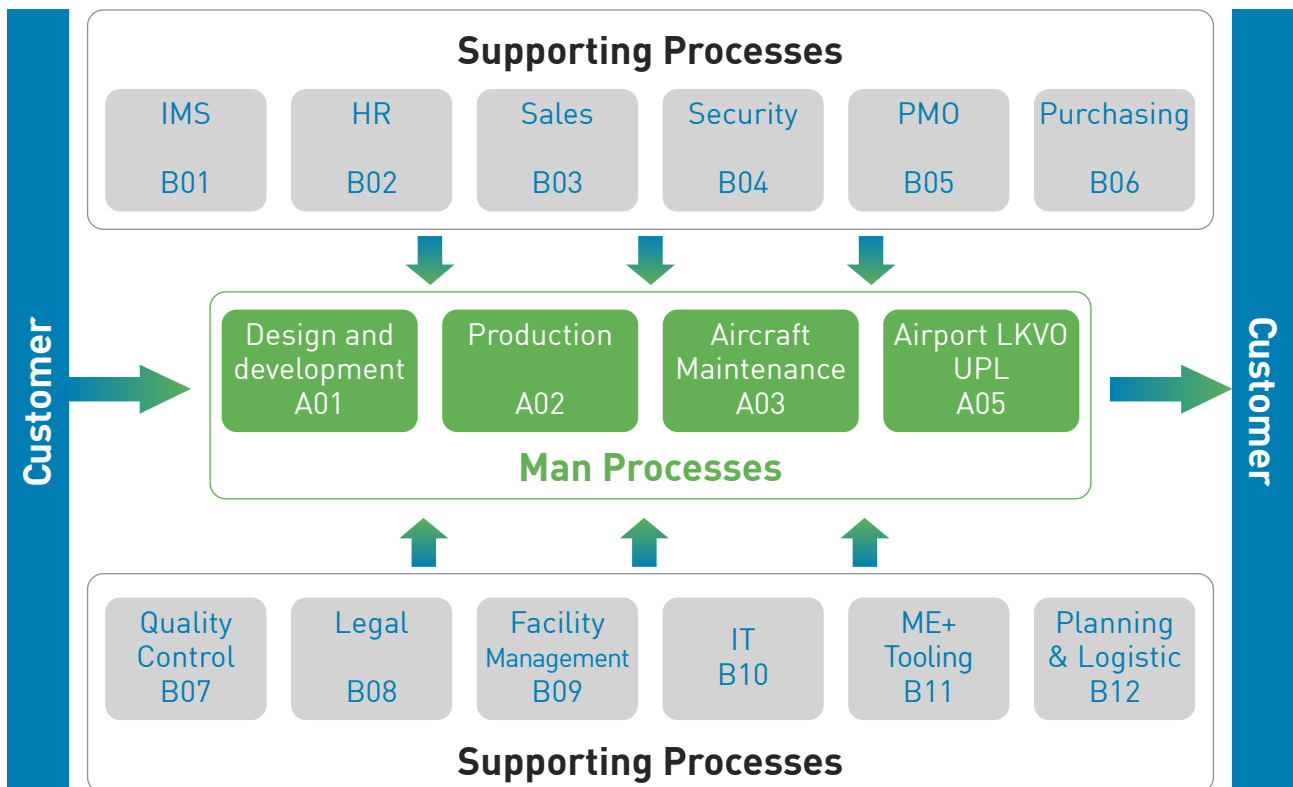 Customer
Supporting Processes
IMS
B01
HR
B02
Sales
B03
Security
B04
PMO
B05
Purchasing
B06
Design and
development
A01
Production
A02
Aircraft
Maintenance
A03
Airport LKVO
UPL
A05
Man Processes
Quality
Control
B07
Legal
B08
Facility
Management
B09
IT
B10
ME+
Tooling
B11
Planning
& Logistic
B12
Supporting Processes
Customer